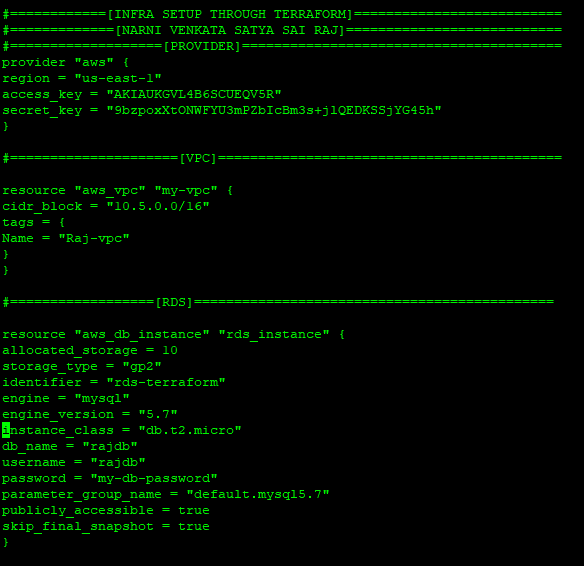 #============[INFRA SETUP THROUGH TERRAFORM]==========================
#=============[NARNI VENKATA SATYA SAI RAJ]===========================
#===================[PROVIDER]========================================
provider "aws" {
region = "us-east-1"
access_key = "AKIAUKGVL4B6SCUEQV5R"
secret_key = "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"
}
#=====================[VPC]===========================================
resource "aws_vpc" "my-vpc" {
cidr_block = "10.5.0.0/16"
tags = {
Name = "Raj-vpc"
}
}
#==================[RDS]=============================================
resource "aws_db_instance" "rds_instance" {
allocated_storage = 10
storage_type = "gp2"
identifier = "rds-terraform"
engine = "mysql"
engine_version = "5.7"
instance_class = "db.t2.micro"
db_name = "rajdb"
username = "rajdb"
password = "my-db-password"
parameter_group_name = "default.mysql5.7"
publicly_accessible = true
skip_final_snapshot = true
}